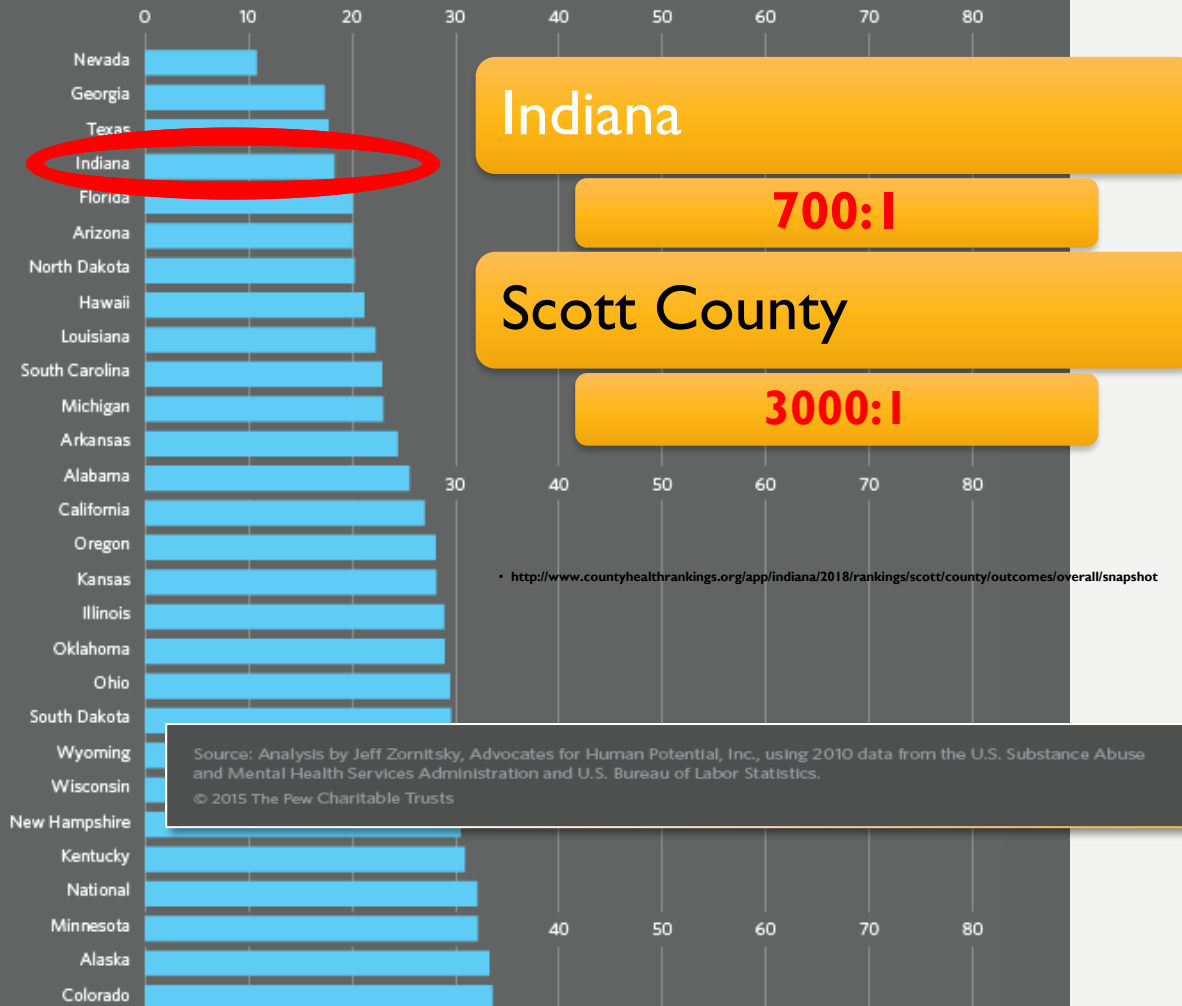 0 10 20 30 40 50 60 70 80
Nevada
Georgia
Texas
Indiana
Florida
Arizona
North Dakota
Hawaii
Louisiana
South Carolina
Michigan
Arkansas
Alabama
30 40 50 60 70 80
California
Oregon
Kansas
Illinois
Oklahoma
Ohio
South Dakota
Wyoming
Wisconsin
New Hampshire
Kentucky
National
Minnesota
40 50 60 70 80
Alaska
Colorado
Indiana
700:1
Scott County
3000:1
• http://www.countyhealthrankings.org/app/indiana/2018/rankings/scott/county/outcomes/overall/snapshot
Source: Analysis by Jeff Zornitsky, Advocates for Human Potential, Inc., using 2010 data from the U.S. Substance Abuse
and Mental Health Services Administration and U.S. Bureau of Labor Statistics.
© 2015 The Pew Charitable Trusts